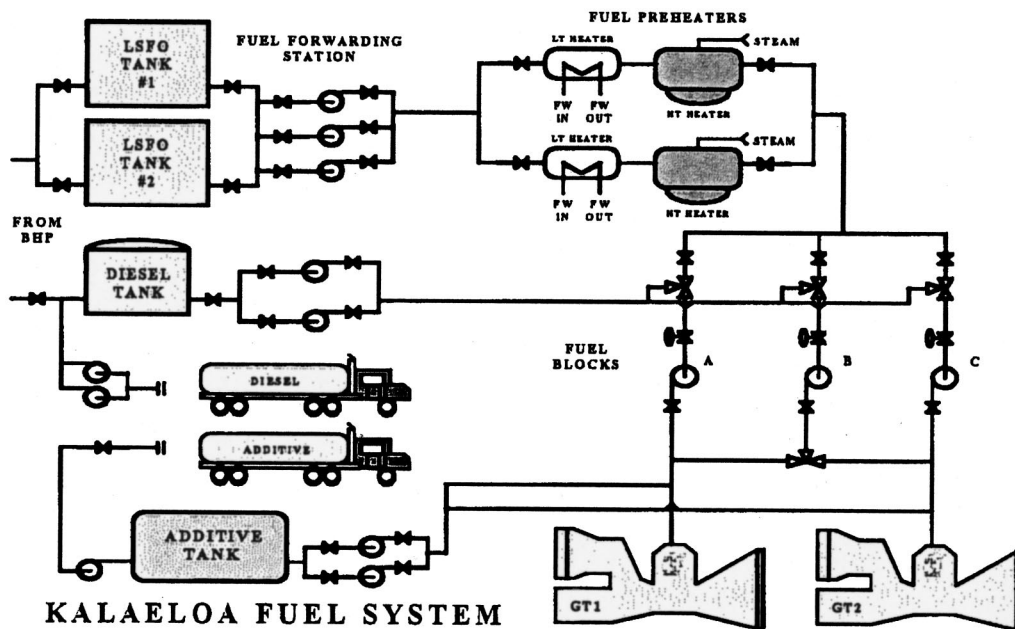 FUEL PREHEATERS
LSFO
TANK
#1
FUEL FORWARDING
STATION
LT HEATER
STEAM
FW
IN
FW
OUT
HT HEATER
LSFO
TANK
#2
LT HEATER
STEAM
FW
IN
FW
OUT
HT HEATER
FROM
BHP
DIESEL
TANK
FUEL
BLOCKS
A
B
C
DIESEL
ADDITIVE
ADDITIVE
TANK
GT1
GT2
KALAELOA FUEL SYSTEM